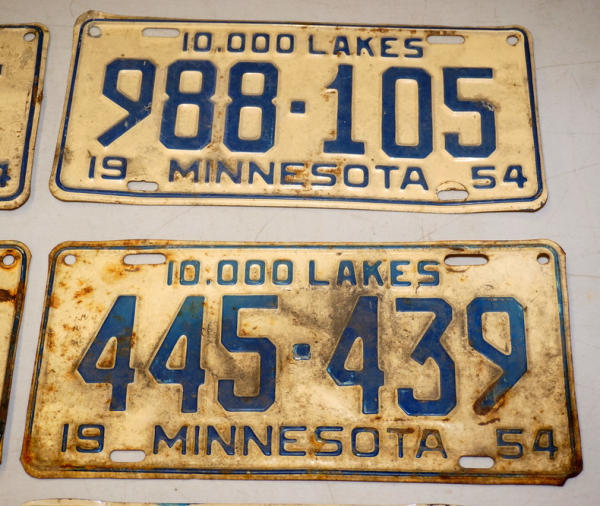 10,000 LAKES
988·105
19 MINNESOTA 54
10,000 LAKES
445·439
19 MINNESOTA 54